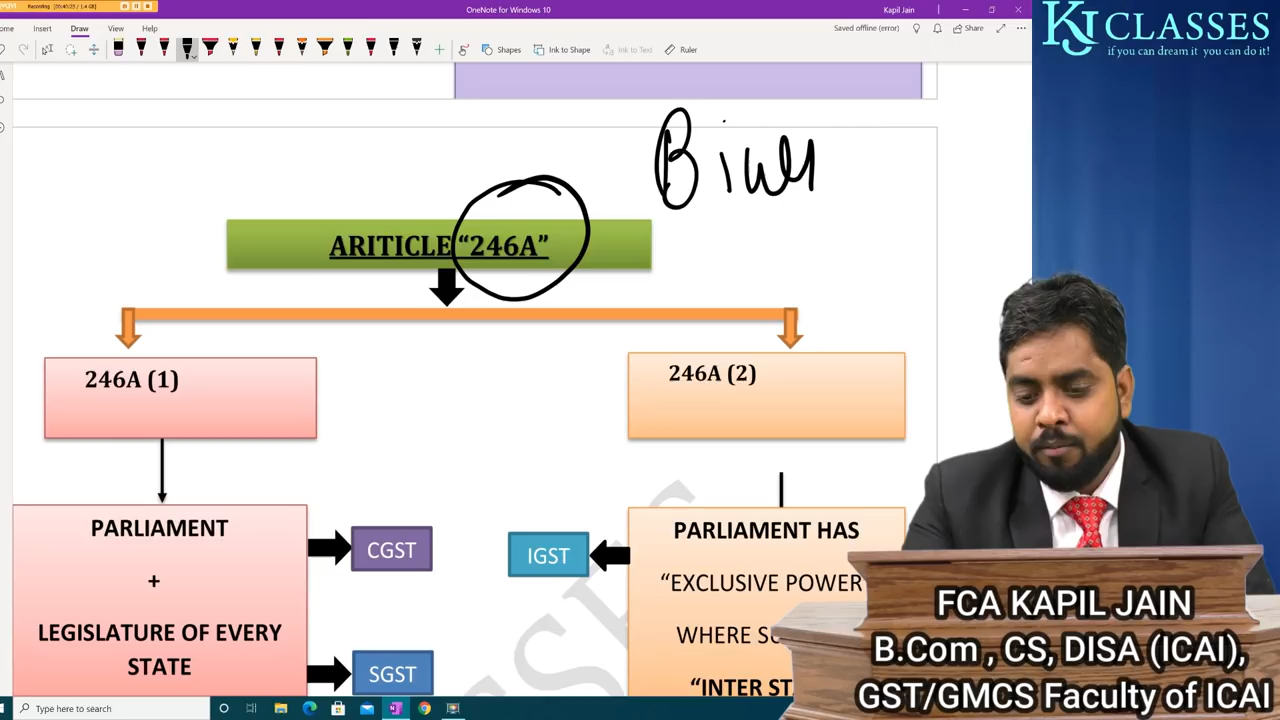 OneNote for Windows 10
Kapil Jain
Insert
Draw
View
Help
Saved offline (error)
Share
Shapes
Ink to Shape
Ink to Text
Ruler
KJ CLASSES
if you can dream it you can do it!
ARITICLE “246A”
246A (1)
246A (2)
PARLIAMENT
+
LEGISLATURE OF EVERY
STATE
CGST
SGST
IGST
PARLIAMENT HAS
“EXCLUSIVE POWER
WHERE
“INTER
FCA KAPIL JAIN
B.Com , CS, DISA (ICAI),
GST/GMCS Faculty of ICAI
Type here to search